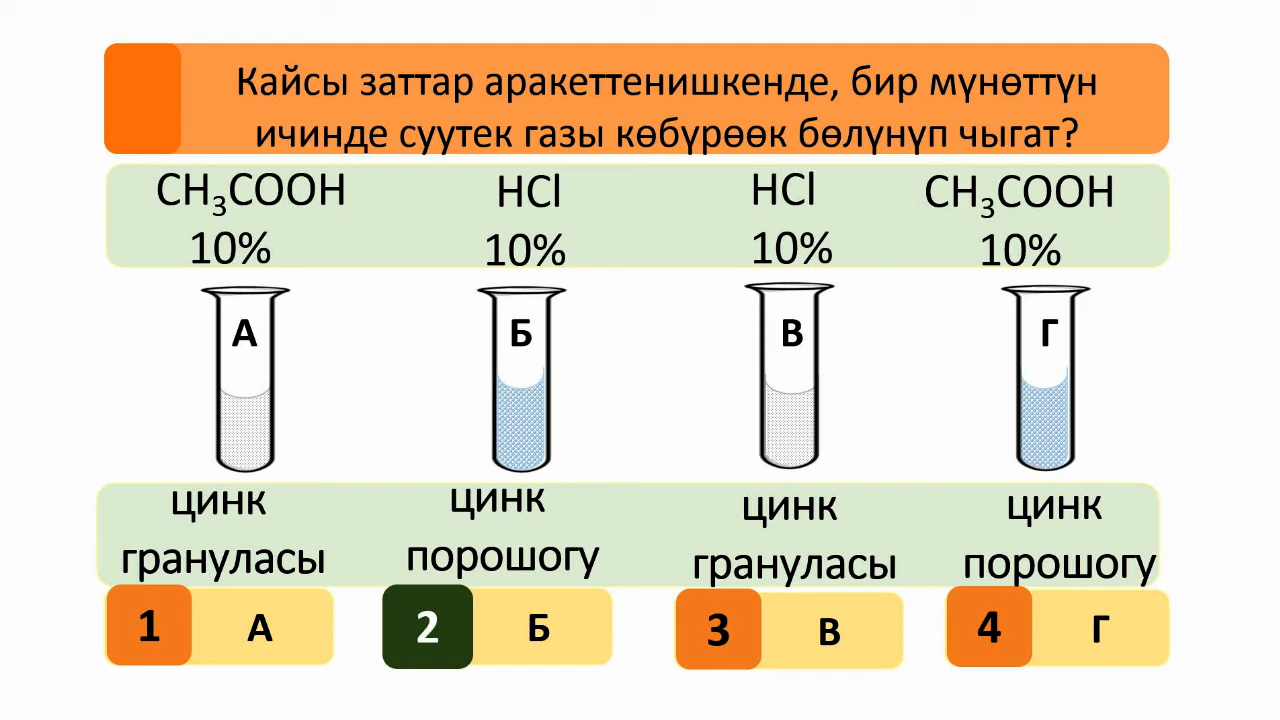 Кайсы заттар аракеттенишкенде, бир мүнөттүн
ичинде суутек газы көбүрөөк бөлүнүп чыгат?
CH₃COOH HCl HCl CH₃COOH
10% 10% 10% 10%
А Б В Г
цинк цинк цинк цинк
грануласы порошогу грануласы порошогу
1 А 2 Б 3 В 4 Г